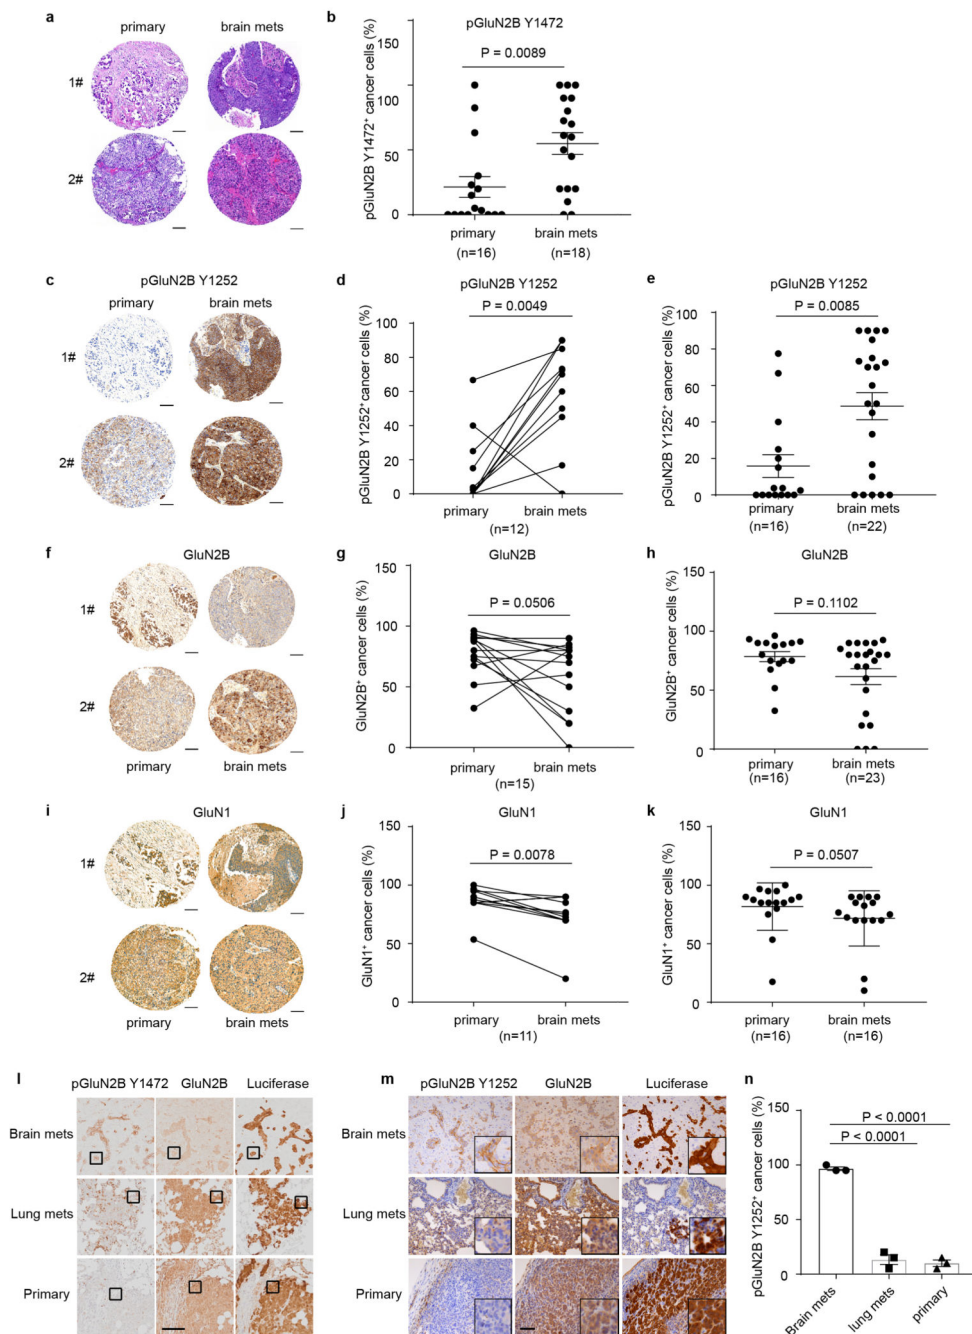 a
primary
brain mets
1#
2#
b
pGluN2B Y1472
P = 0.0089
pGluN2B Y1472⁺ cancer cells (%)
100
50
0
primary
brain mets
(n=16)
(n=18)
c
pGluN2B Y1252
primary
brain mets
1#
2#
d
pGluN2B Y1252
P = 0.0049
pGluN2B Y1252⁺ cancer cells (%)
100
80
60
40
20
0
primary
brain mets
(n=12)
e
pGluN2B Y1252
P = 0.0085
pGluN2B Y1252⁺ cancer cells (%)
100
80
60
40
20
0
primary
brain mets
(n=16)
(n=22)
f
GluN2B
1#
2#
primary
brain mets
g
GluN2B
P = 0.0506
GluN2B⁺ cancer cells (%)
150
100
50
0
primary
brain mets
(n=15)
h
GluN2B
P = 0.1102
GluN2B⁺ cancer cells (%)
150
100
50
0
primary
brain mets
(n=16)
(n=23)
i
GluN1
1#
2#
primary
brain mets
j
GluN1
P = 0.0078
GluN1⁺ cancer cells (%)
150
100
50
0
primary
brain mets
(n=11)
k
GluN1
P = 0.0507
GluN1⁺ cancer cells (%)
150
100
50
0
primary
brain mets
(n=16)
(n=16)
l
pGluN2B Y1472
GluN2B
Luciferase
Brain mets
Lung mets
Primary
m
pGluN2B Y1252
GluN2B
Luciferase
Brain mets
Lung mets
Primary
n
P < 0.0001
P < 0.0001
pGluN2B Y1252⁺ cancer cells (%)
150
100
50
0
Brain mets
lung mets
primary